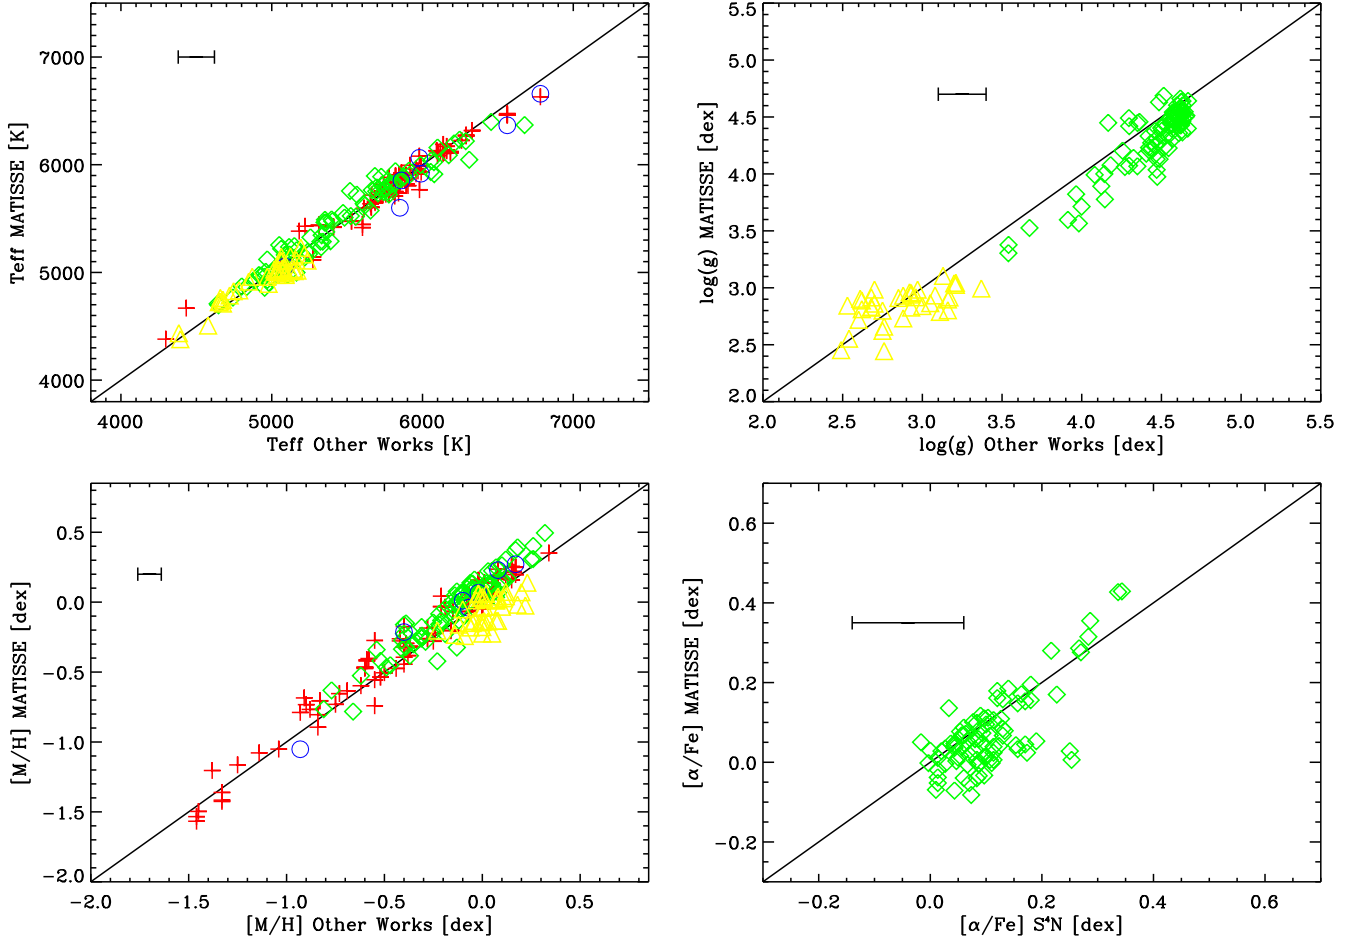 7000
6000
5000
4000
Teff MATISSE [K]
4000 5000 6000 7000
Teff Other Works [K]
5.5
5.0
4.5
4.0
3.5
3.0
2.5
2.0
log(g) MATISSE [dex]
2.0 2.5 3.0 3.5 4.0 4.5 5.0 5.5
log(g) Other Works [dex]
0.5
0.0
-0.5
-1.0
-1.5
-2.0
[M/H] MATISSE [dex]
-2.0 -1.5 -1.0 -0.5 0.0 0.5
[M/H] Other Works [dex]
0.6
0.4
0.2
0.0
-0.2
[α/Fe] MATISSE [dex]
-0.2 0.0 0.2 0.4 0.6
[α/Fe] S⁴N [dex]